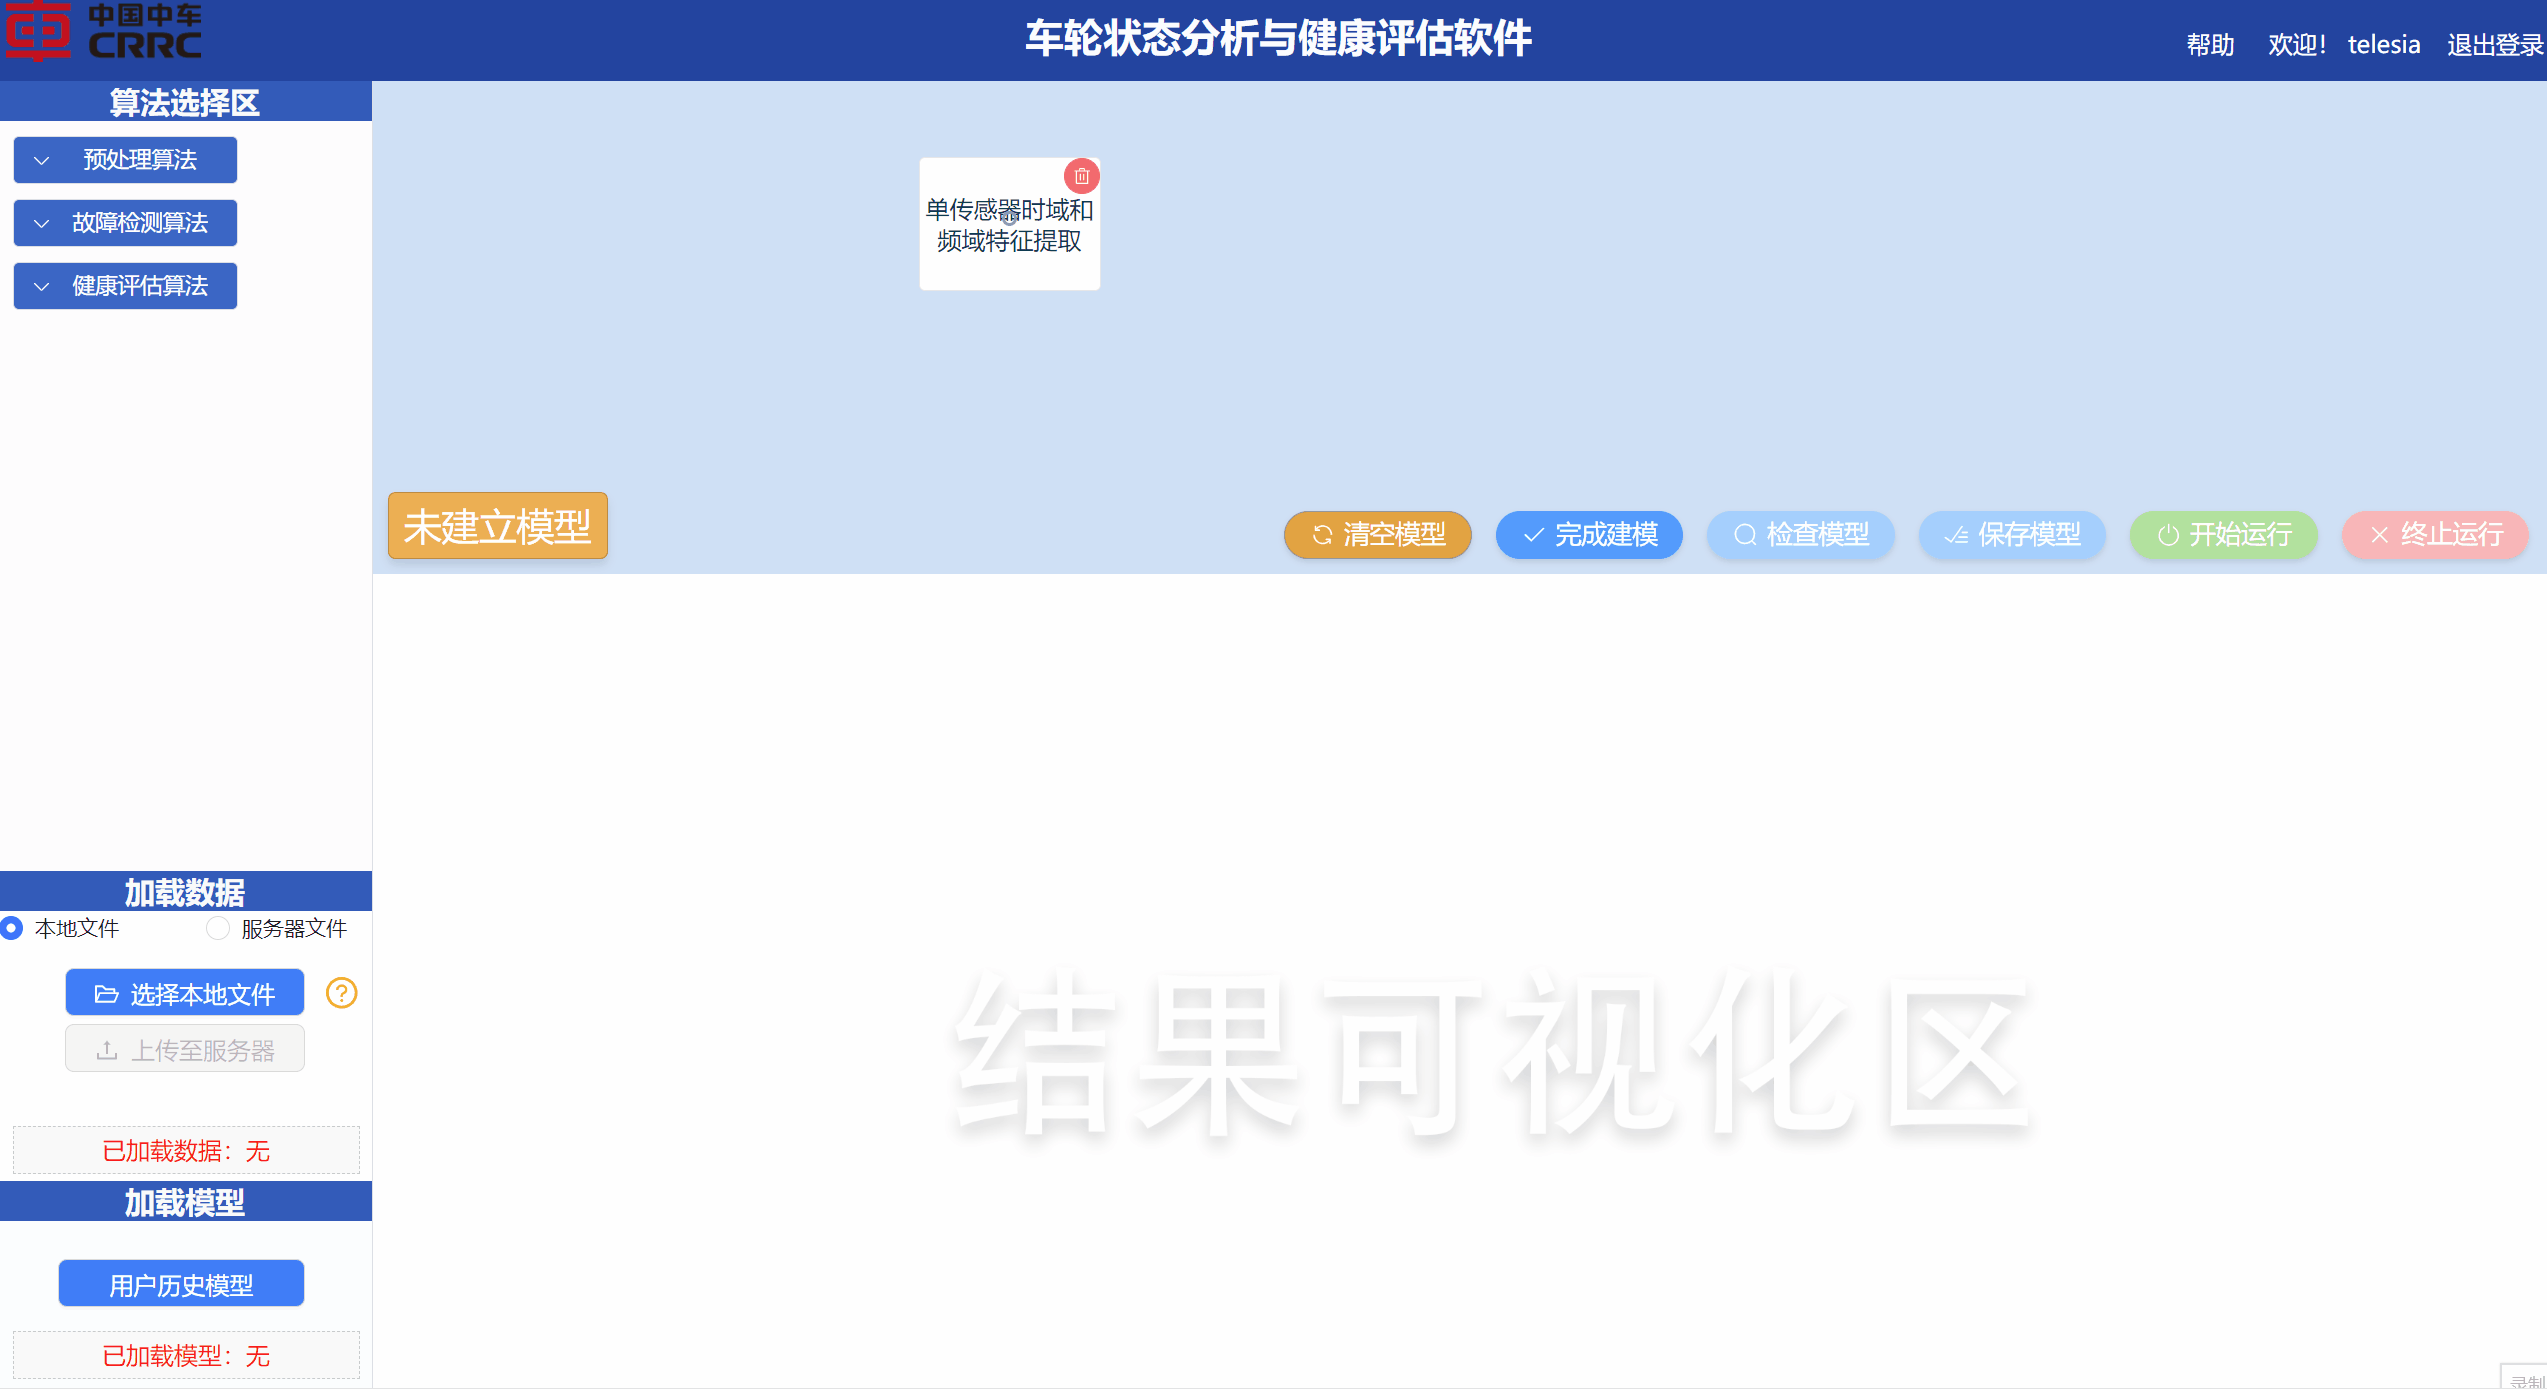 中国中车
CRRC
车轮状态分析与健康评估软件
帮助 欢迎！ telesia 退出登录
算法选择区
预处理算法
故障检测算法
健康评估算法
单传感器时域和
频域特征提取
未建立模型
清空模型 完成建模 检查模型 保存模型 开始运行 终止运行
结果可视化区
加载数据
本地文件 服务器文件
选择本地文件
上传至服务器
已加载数据：无
加载模型
用户历史模型
已加载模型：无
录制